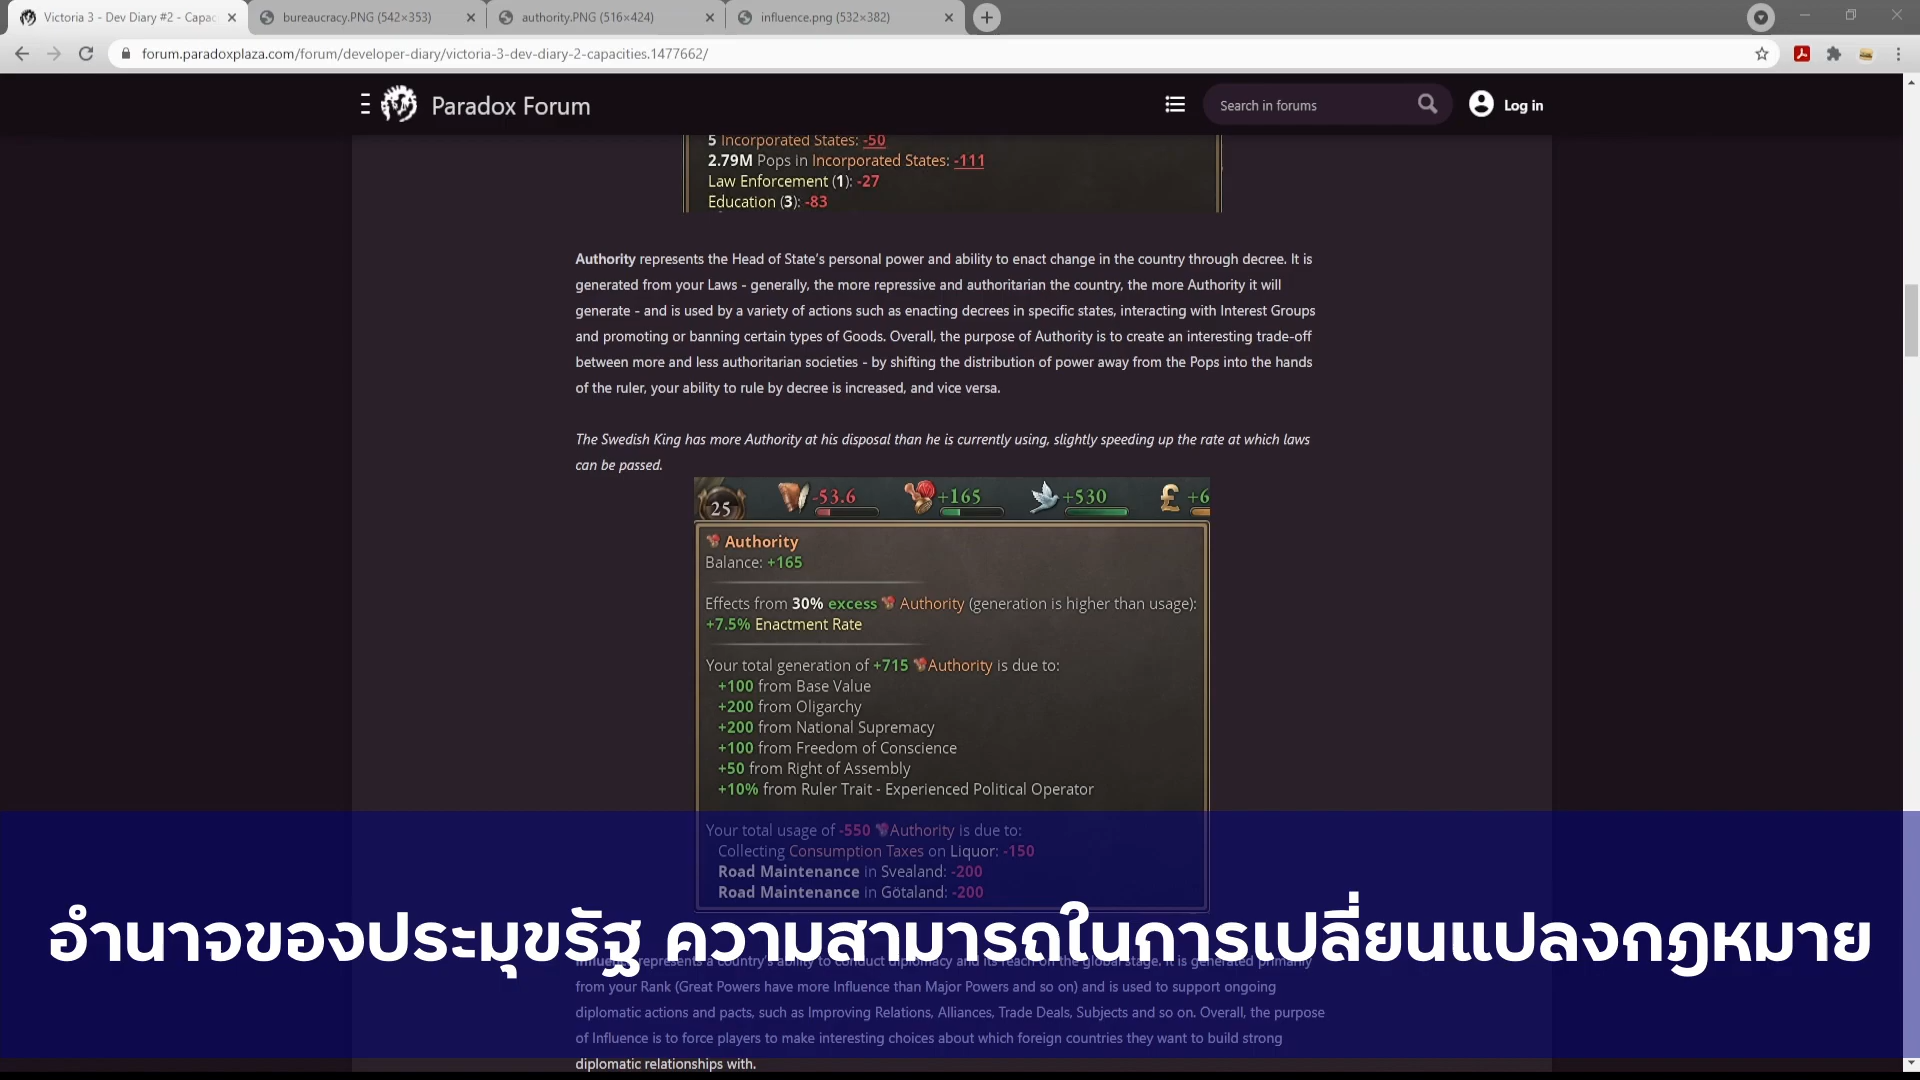 Victoria 3 - Dev Diary #2 - Capac
bureaucracy.PNG (542×353)
authority.PNG (516×424)
influence.png (532×382)
forum.paradoxplaza.com/forum/developer-diary/victoria-3-dev-diary-2-capacities.1477662/
Paradox Forum
Search in forums
Log in
5 Incorporated States: -50
2.79M Pops in Incorporated States: -111
Law Enforcement (1): -27
Education (3): -83
Authority represents the Head of State's personal power and ability to enact change in the country through decree. It is
generated from your Laws - generally, the more repressive and authoritarian the country, the more Authority it will
generate - and is used by a variety of actions such as enacting decrees in specific states, interacting with Interest Groups
and promoting or banning certain types of Goods. Overall, the purpose of Authority is to create an interesting trade-off
between more and less authoritarian societies - by shifting the distribution of power away from the Pops into the hands
of the ruler, your ability to rule by decree is increased, and vice versa.
The Swedish King has more Authority at his disposal than he is currently using, slightly speeding up the rate at which laws
can be passed.
25 -53.6 +165 +530 £ +6
Authority
Balance: +165
Effects from 30% excess Authority (generation is higher than usage):
+7.5% Enactment Rate
Your total generation of +715 Authority is due to:
+100 from Base Value
+200 from Oligarchy
+200 from National Supremacy
+100 from Freedom of Conscience
+50 from Right of Assembly
+10% from Ruler Trait - Experienced Political Operator
Your total usage of -550 Authority is due to:
Collecting Consumption Taxes on Liquor: -150
Road Maintenance in Svealand: -200
Road Maintenance in Götaland: -200
อำนาจของประมุขรัฐ ความสามารถในการเปลี่ยนแปลงกฎหมาย
Influence represents a country's ability to conduct diplomacy and its reach on the global stage. It is generated primarily
from your Rank (Great Powers have more Influence than Major Powers and so on) and is used to support ongoing
diplomatic actions and pacts, such as Improving Relations, Alliances, Trade Deals, Subjects and so on. Overall, the purpose
of Influence is to force players to make interesting choices about which foreign countries they want to build strong
diplomatic relationships with.